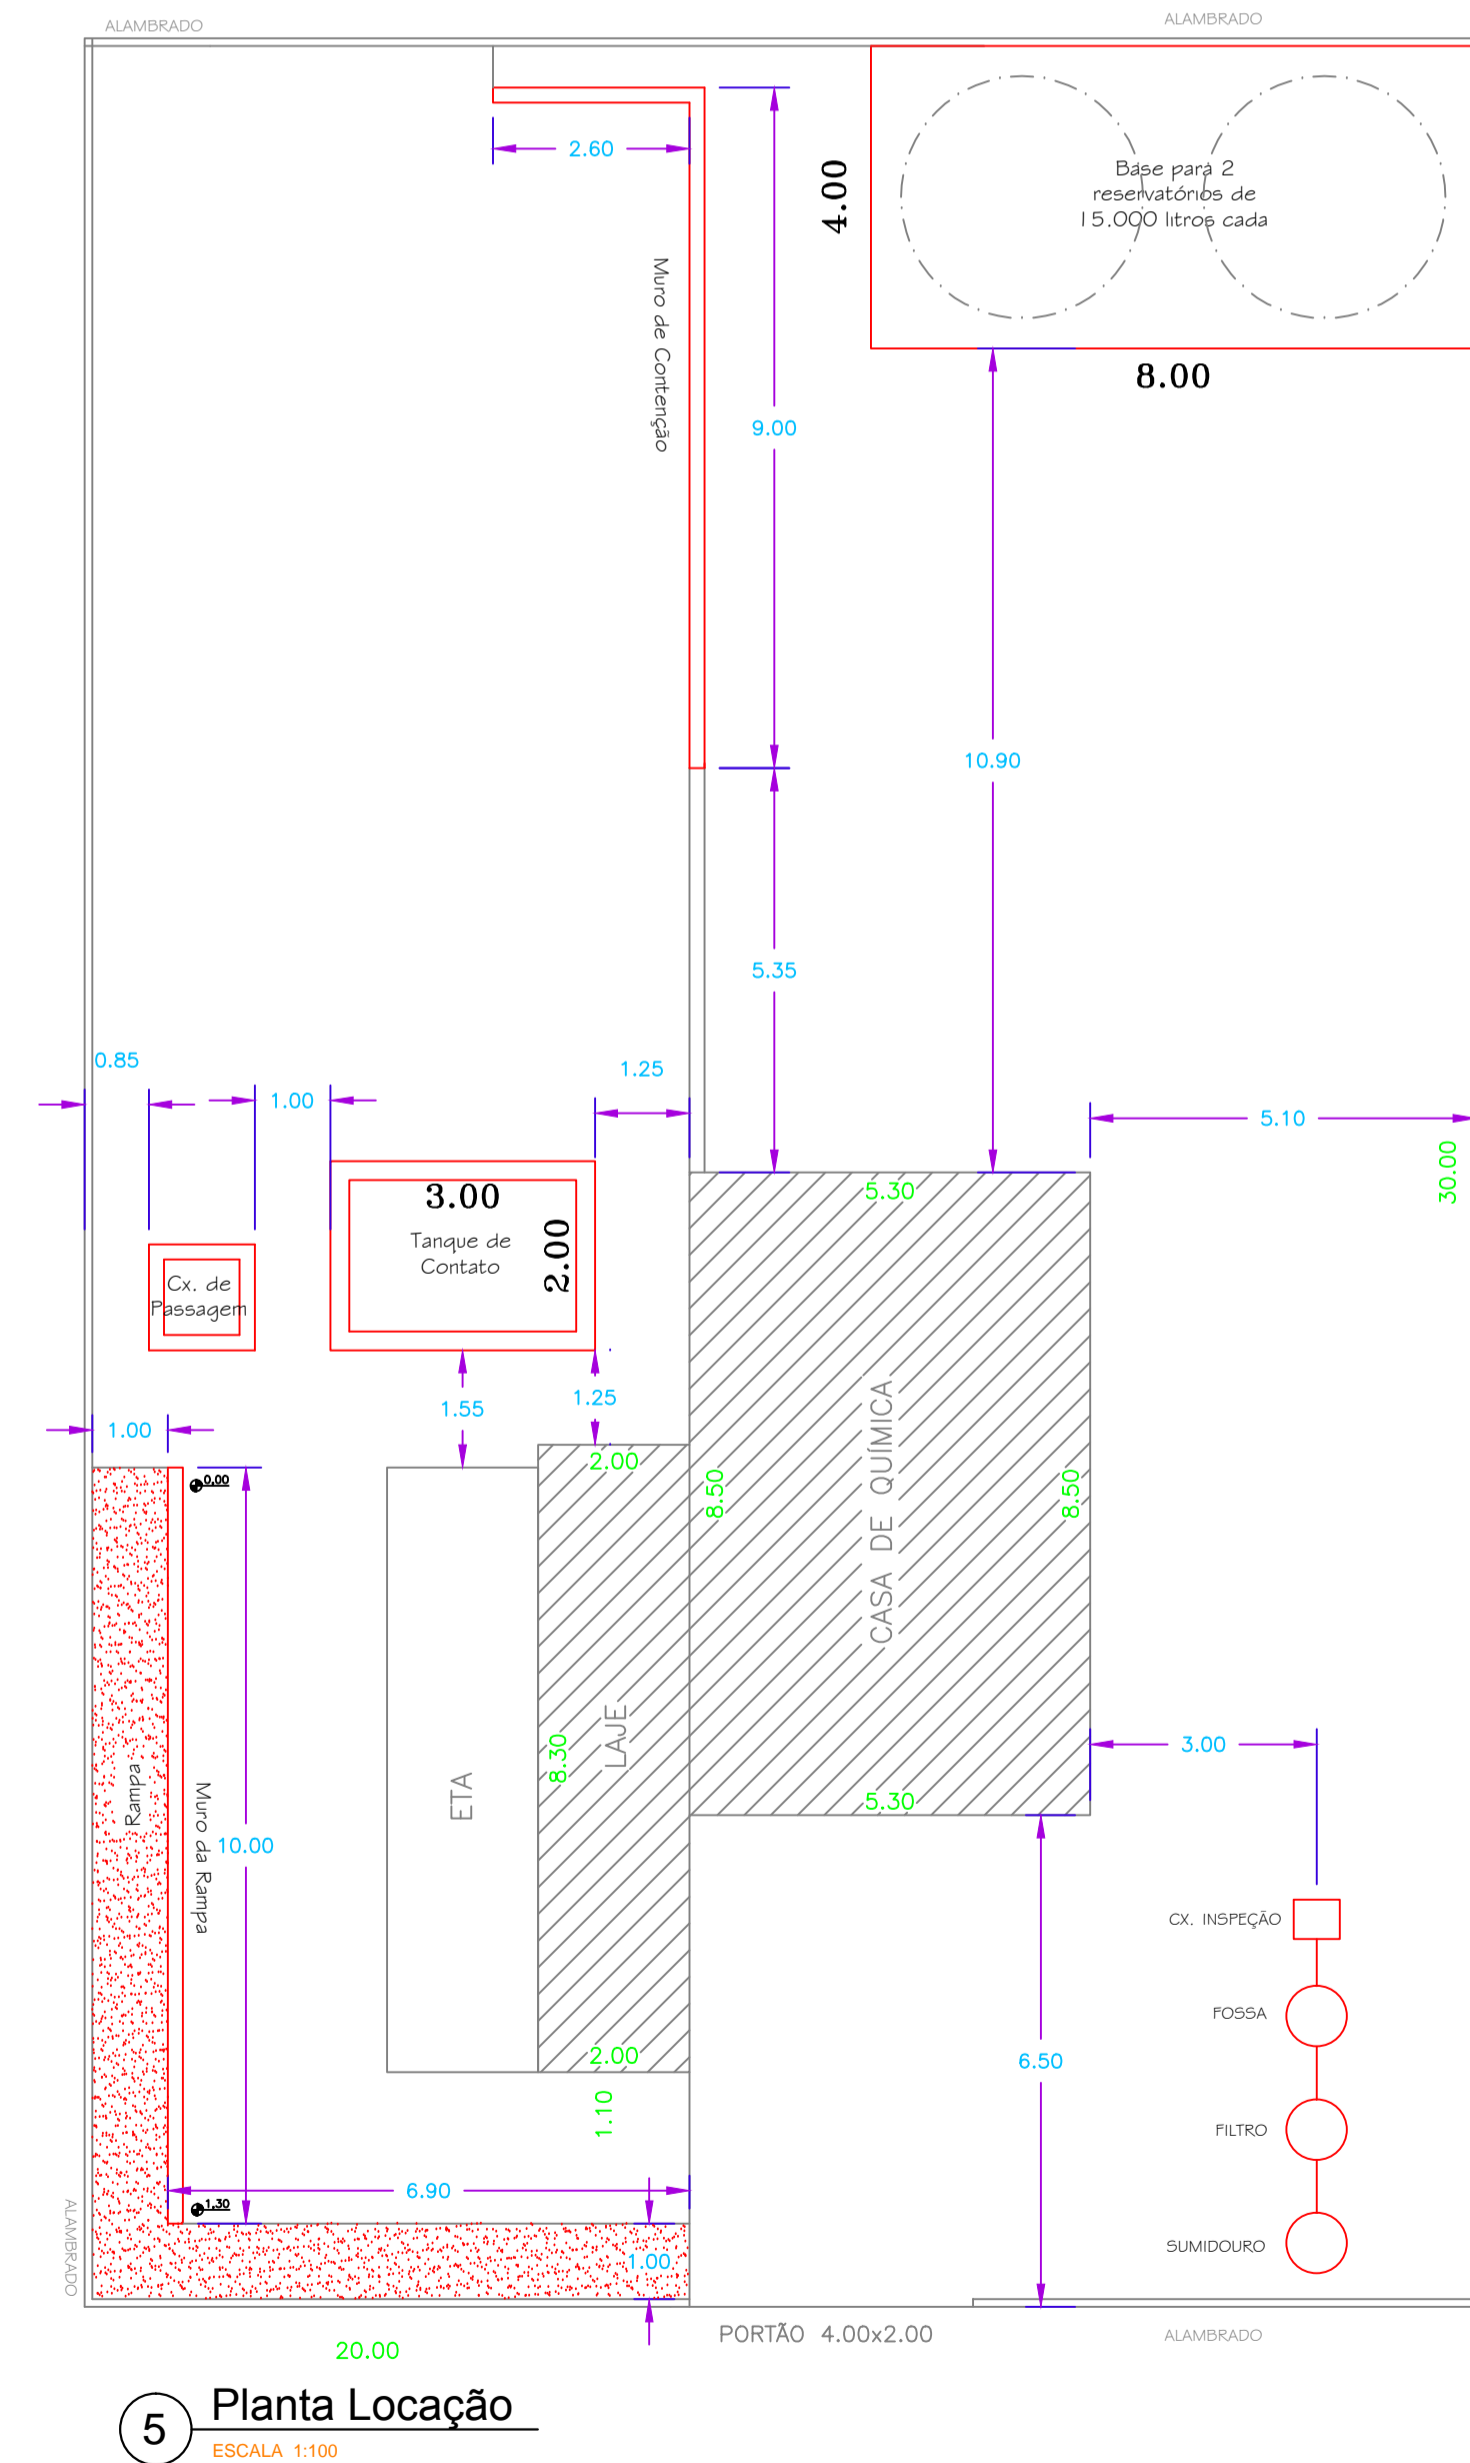 ALAMBRADO
ALAMBRADO
2.60
4.00
Base para 2
reservatórios de
15.000 litros cada
8.00
Muro de Contenção
9.00
10.90
5.35
0.85
1.00
1.25
5.10
30.00
3.00
Tanque de
Contato
2.00
5.30
Cx. de
Passagem
1.55
1.25
1.00
0.00
2.00
8.50
CASA DE QUÍMICA
8.50
Rampa
Muro da Rampa
10.00
ETA
8.30
LAJE
3.00
5.30
CX. INSPEÇÃO
FOSSA
2.00
6.50
1.10
FILTRO
6.90
1,30
ALAMBRADO
1.00
SUMIDOURO
PORTÃO 4.00x2.00
ALAMBRADO
20.00
5
Planta Locação
ESCALA 1:100